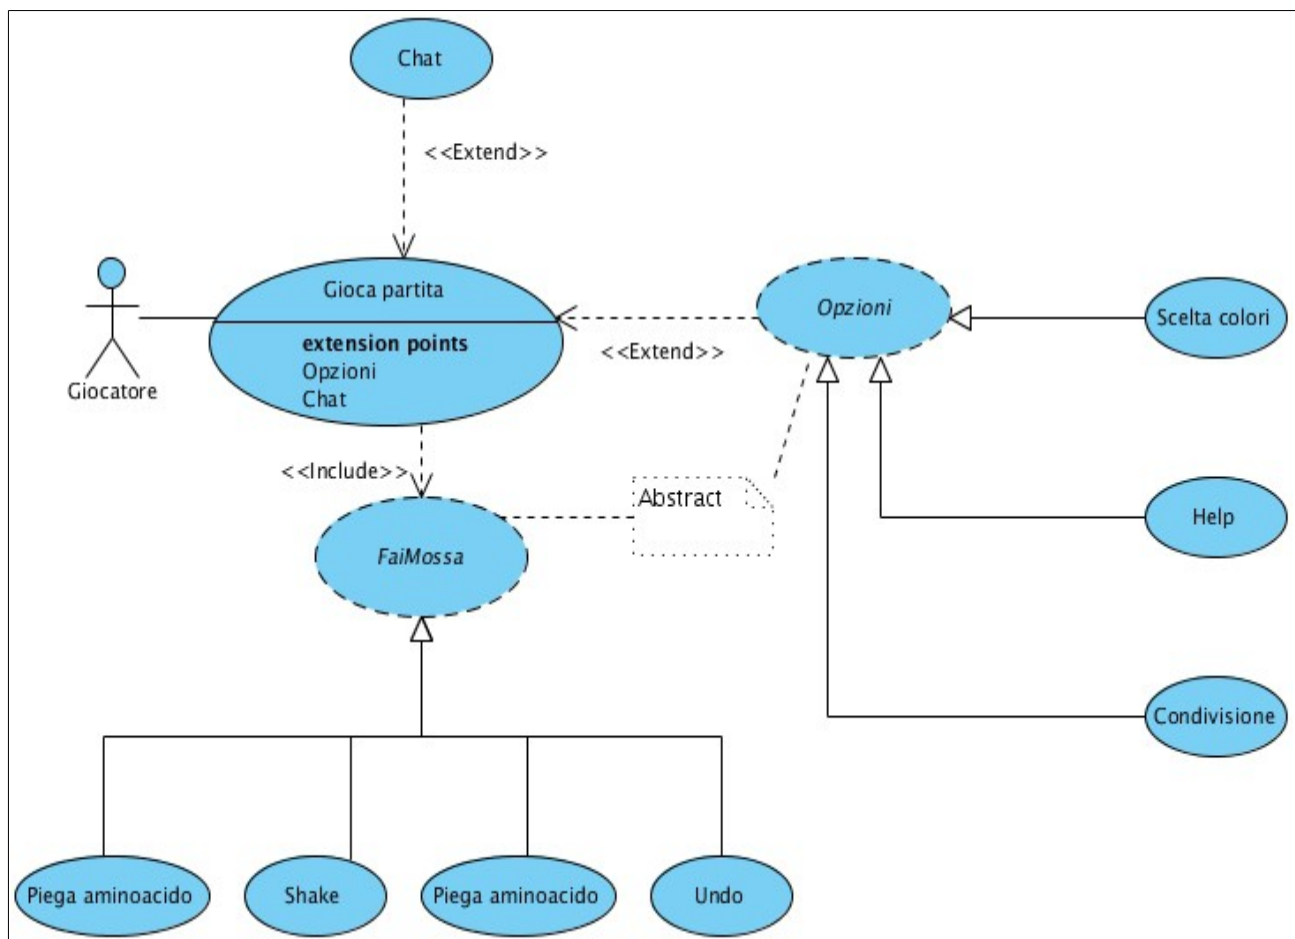 Chat
<<Extend>>
Gioca partita
extension points
Opzioni
Chat
Giocatore
<<Extend>>
Opzioni
Scelta colori
<<Include>>
Abstract
Help
FaiMossa
Condivisione
Piega aminoacido
Shake
Piega aminoacido
Undo